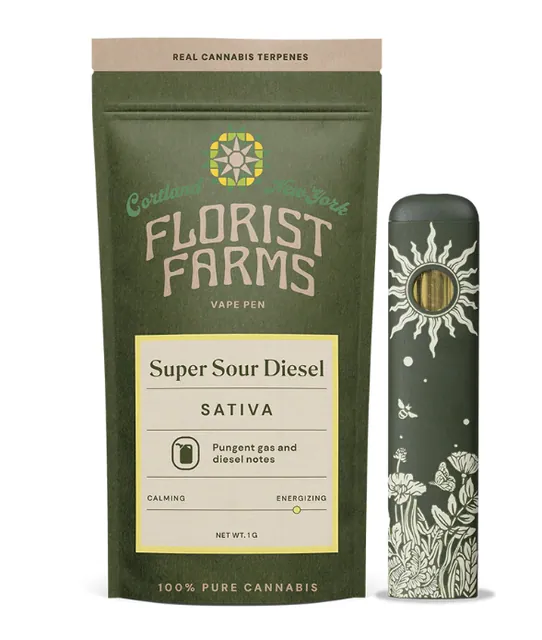 REAL CANNABIS TERPENES
Cortland New York
FLORIST
FARMS
VAPE PEN
Super Sour Diesel
SATIVA
Pungent gas and
diesel notes
CALMING ENERGIZING
NET WT. 1 G
100% PURE CANNABIS